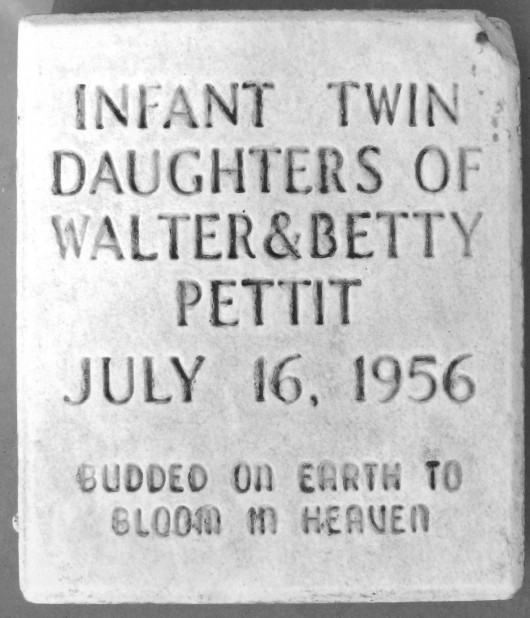 INFANT TWIN
DAUGHTERS OF
WALTER&BETTY
PETTIT
JULY 16, 1956
BUDDED ON EARTH TO
BLOOM IN HEAVEN